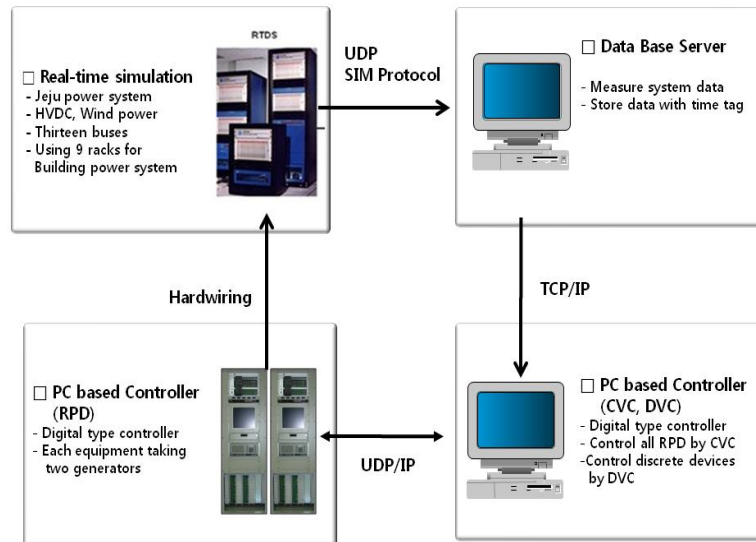 RTDS
□ Real-time simulation
- Jeju power system
- HVDC, Wind power
- Thirteen buses
- Using 9 racks for
Building power system
UDP
SIM Protocol
□ Data Base Server
- Measure system data
- Store data with time tag
Hardwiring
TCP/IP
□ PC based Controller
(RPD)
- Digital type controller
- Each equipment taking
two generators
UDP/IP
□ PC based Controller
(CVC, DVC)
- Digital type controller
- Control all RPD by CVC
-Control discrete devices
by DVC